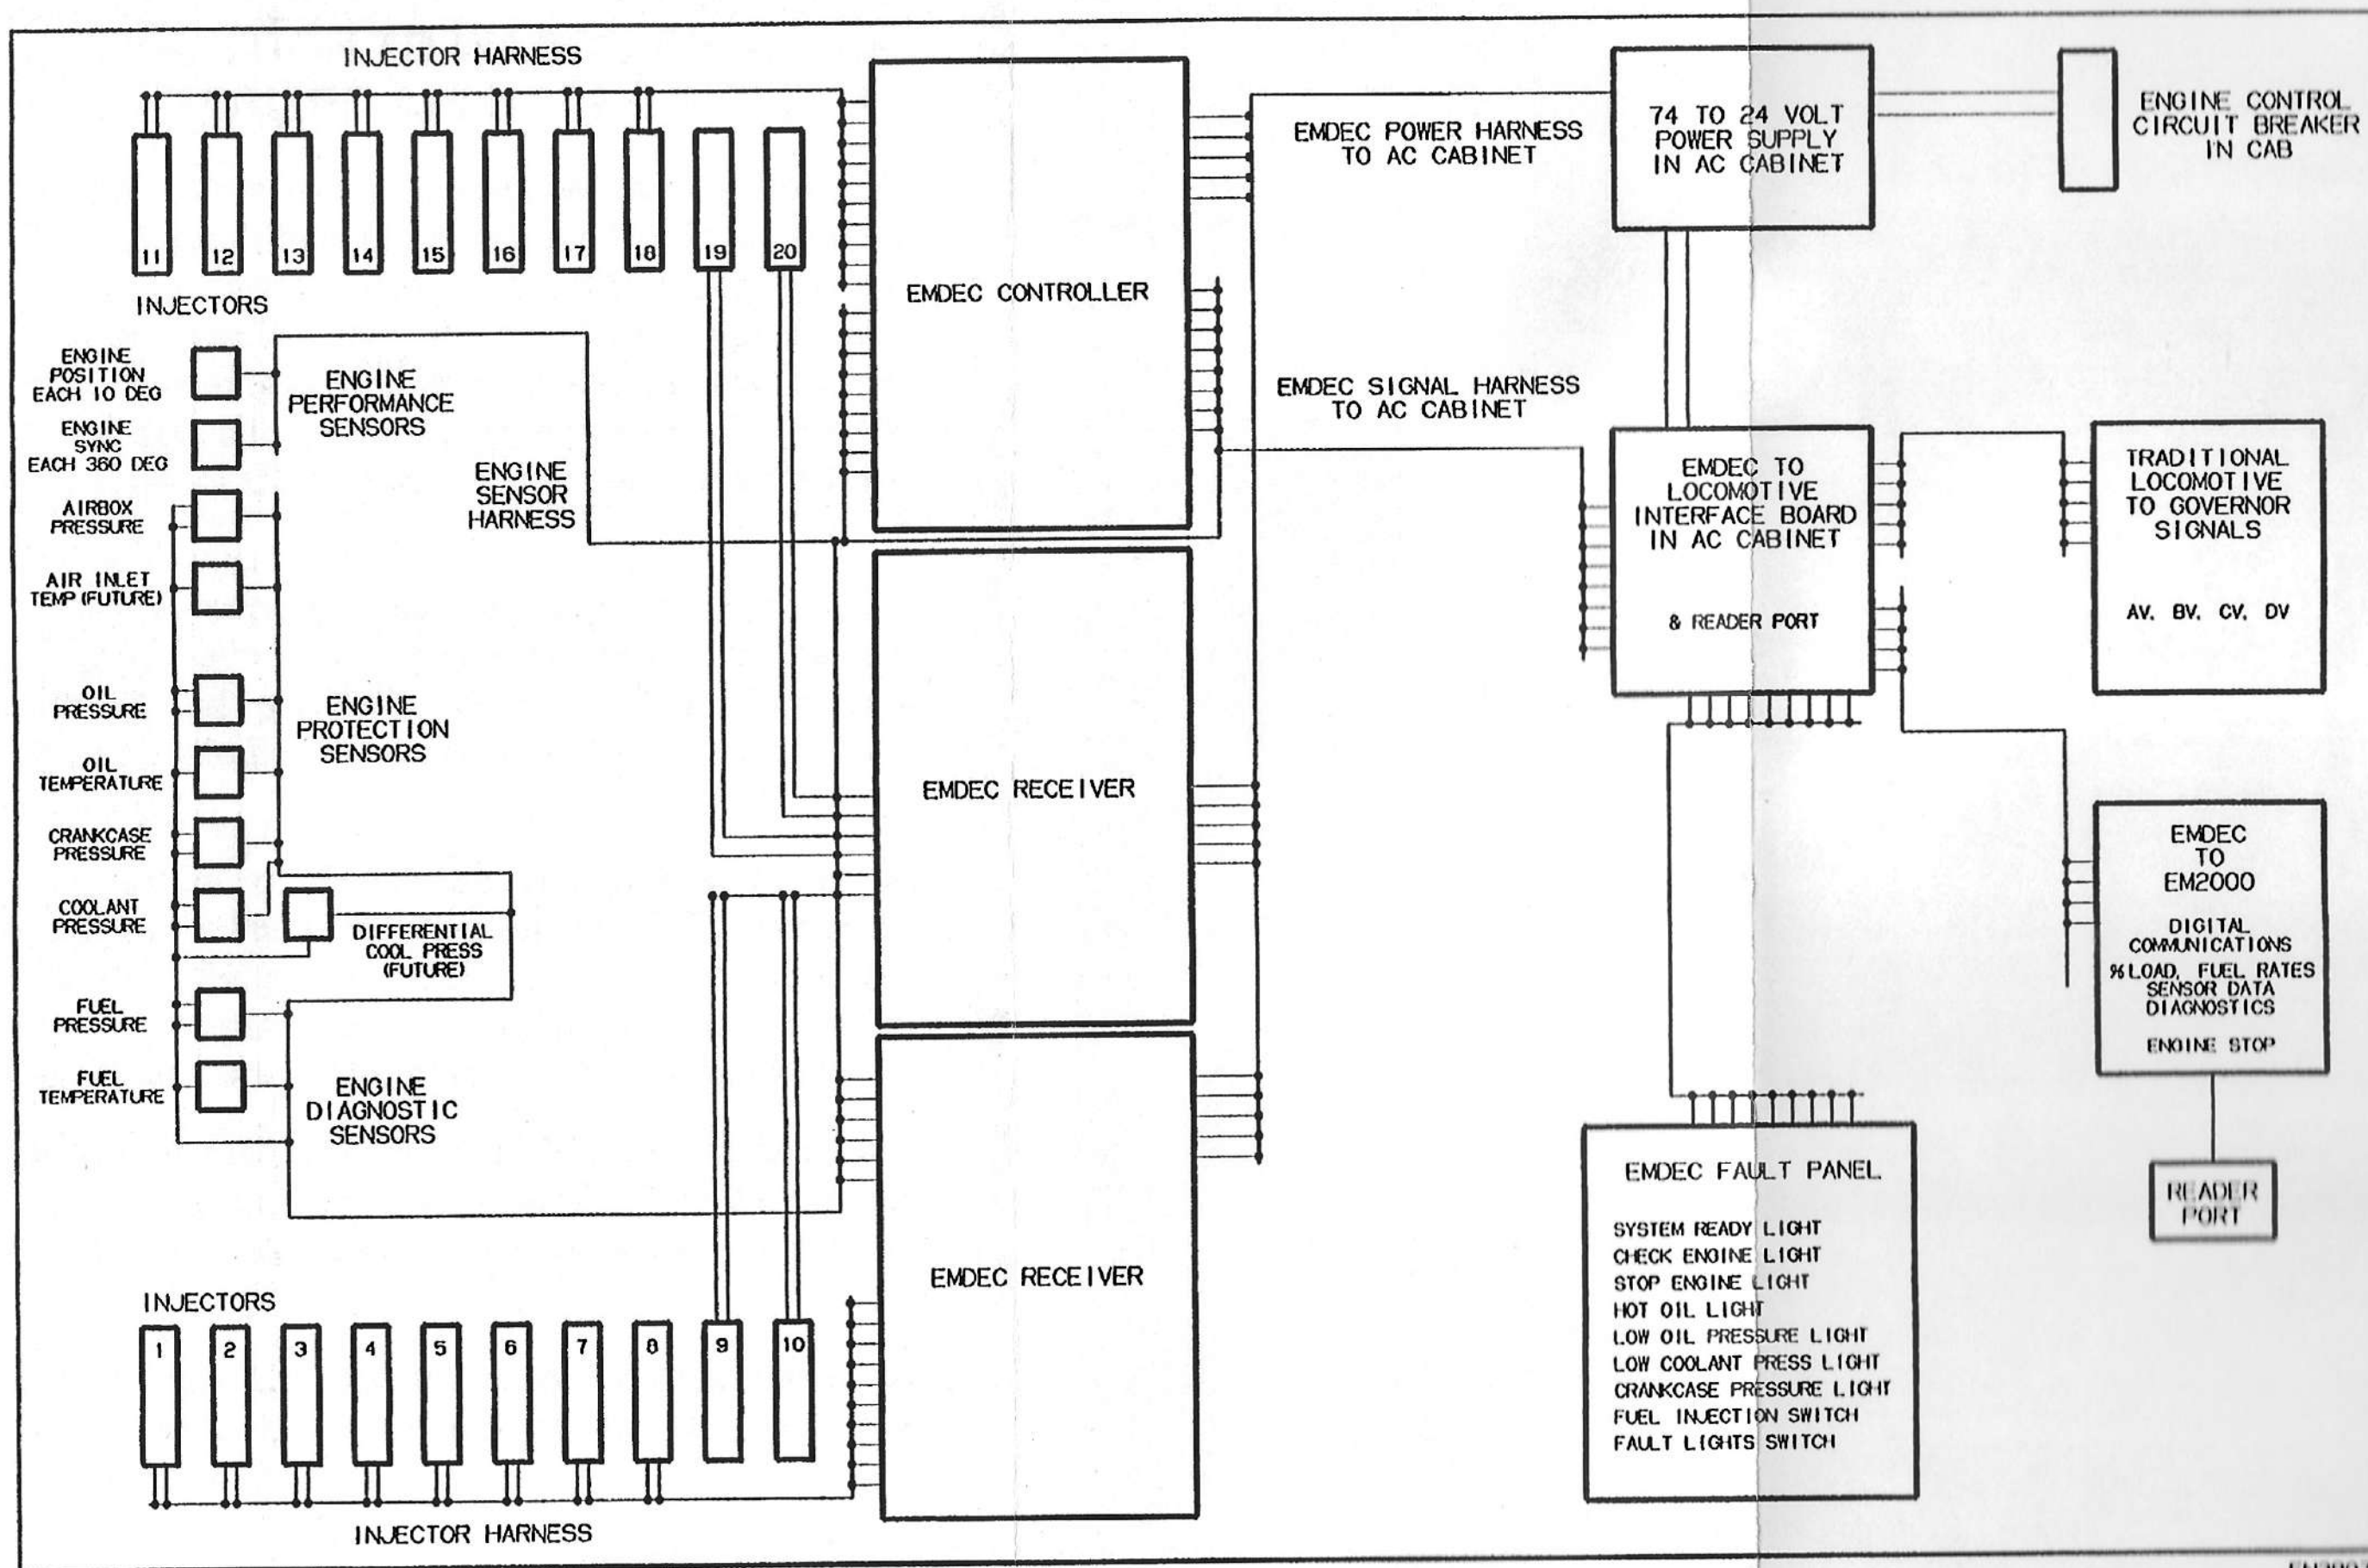 INJECTOR HARNESS
11
12
13
14
15
16
17
18
19
20
INJECTORS
ENGINE
POSITION
EACH 10 DEG
ENGINE
SYNC
EACH 360 DEG
ENGINE
PERFORMANCE
SENSORS
ENGINE
SENSOR
HARNESS
AIRBOX
PRESSURE
AIR INLET
TEMP (FUTURE)
OIL
PRESSURE
OIL
TEMPERATURE
CRANKCASE
PRESSURE
COOLANT
PRESSURE
ENGINE
PROTECTION
SENSORS
DIFFERENTIAL
COOL PRESS
(FUTURE)
FUEL
PRESSURE
FUEL
TEMPERATURE
ENGINE
DIAGNOSTIC
SENSORS
INJECTORS
1
2
3
4
5
6
7
8
9
10
INJECTOR HARNESS
EMDEC CONTROLLER
EMDEC RECEIVER
EMDEC RECEIVER
EMDEC POWER HARNESS
TO AC CABINET
EMDEC SIGNAL HARNESS
TO AC CABINET
74 TO 24 VOLT
POWER SUPPLY
IN AC CABINET
ENGINE CONTROL
CIRCUIT BREAKER
IN CAB
EMDEC TO
LOCOMOTIVE
INTERFACE BOARD
IN AC CABINET
& READER PORT
TRADITIONAL
LOCOMOTIVE
TO GOVERNOR
SIGNALS
AV, BV, CV, DV
EMDEC
TO
EM2000
DIGITAL
COMMUNICATIONS
%LOAD, FUEL RATES
SENSOR DATA
DIAGNOSTICS
ENGINE STOP
READER
PORT
EMDEC FAULT PANEL
SYSTEM READY LIGHT
CHECK ENGINE LIGHT
STOP ENGINE LIGHT
HOT OIL LIGHT
LOW OIL PRESSURE LIGHT
LOW COOLANT PRESS LIGHT
CRANKCASE PRESSURE LIGHT
FUEL INJECTION SWITCH
FAULT LIGHTS SWITCH